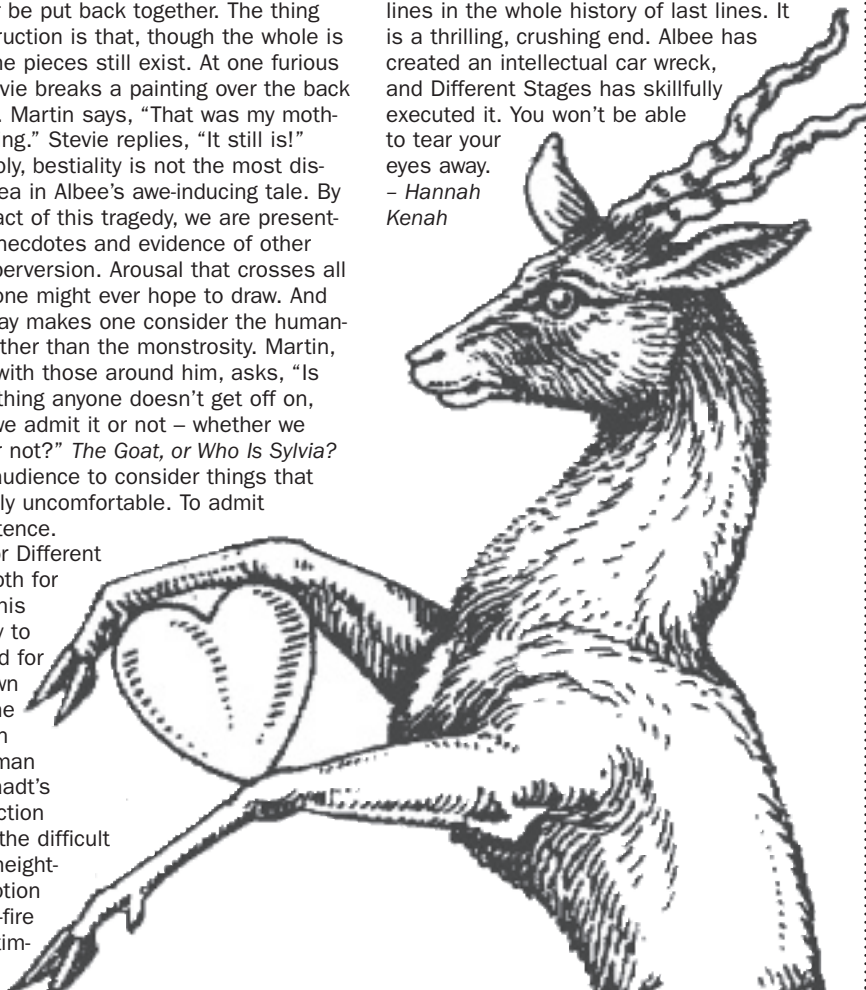 be put back together. The thing
ruction is that, though the whole is
pieces still exist. At one furious
vie breaks a painting over the back
. Martin says, “That was my moth-
ng.” Stevie replies, “It still is!”
bly, bestiality is not the most dis-
ea in Albee’s awe-inducing tale. By
act of this tragedy, we are present-
necdotes and evidence of other
perversion. Arousal that crosses all
one might ever hope to draw. And
ay makes one consider the human-
ther than the monstrosity. Martin,
with those around him, asks, “Is
thing anyone doesn’t get off on,
we admit it or not – whether we
r not?” The Goat, or Who Is Sylvia?
audience to consider things that
ly uncomfortable. To admit
tence.
or Different
oth for
his
y to
d for
wn
ne
n
man
hadt’s
ction
the difficult
height-
otion
-fire
kim-
lines in the whole history of last lines. It
is a thrilling, crushing end. Albee has
created an intellectual car wreck,
and Different Stages has skillfully
executed it. You won’t be able
to tear your
eyes away.
– Hannah
Kenah